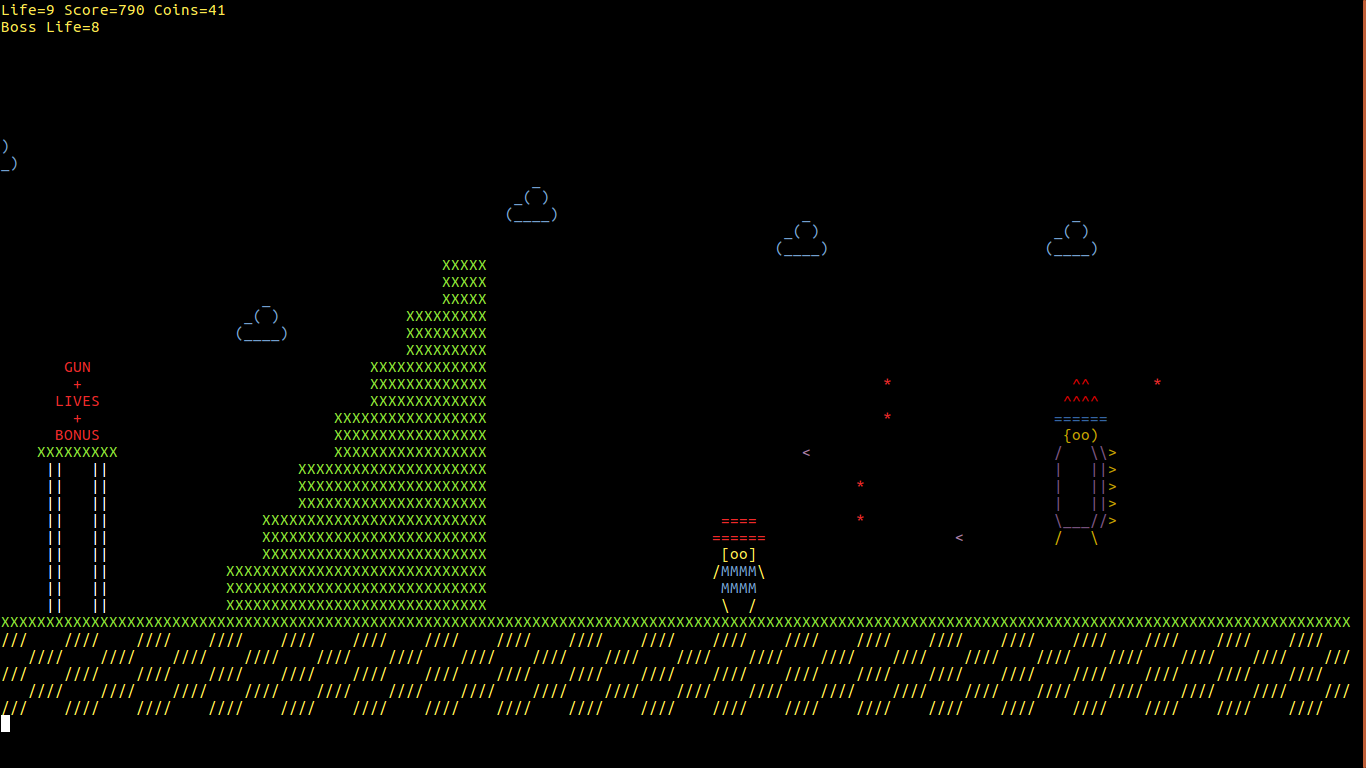 Life=9 Score=790 Coins=41
Boss Life=8
GUN
+
LIVES
+
BONUS